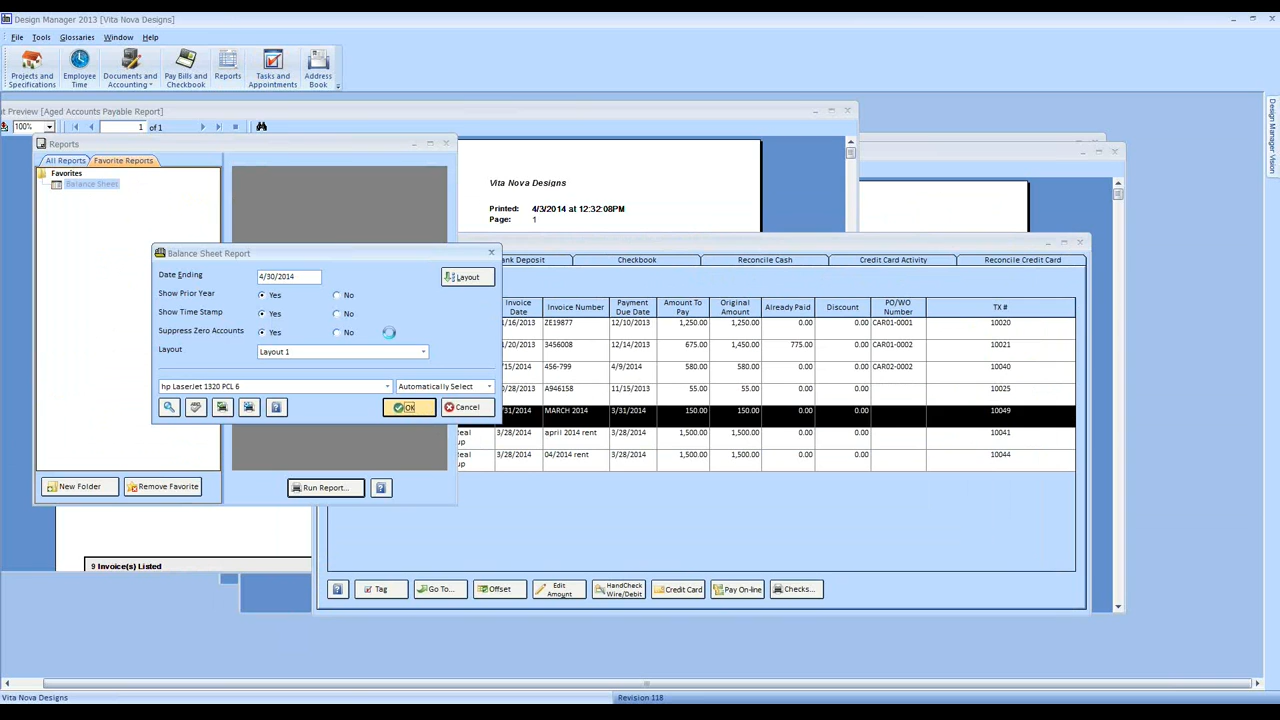 Design Manager 2013 [Vita Nova Designs]
File Tools Glossaries Window Help
Projects and Specifications
Employee Time
Documents and Accounting
Pay Bills and Checkbook
Reports
Tasks and Appointments
Address Book
Design Manager Vision
t Preview [Aged Accounts Payable Report]
100% 1 of 1
Reports
All Reports Favorite Reports
Favorites
Balance Sheet
Vita Nova Designs
Printed: 4/3/2014 at 12:32:08PM
Page: 1
Balance Sheet Report
Date Ending 4/30/2014 Layout
Show Prior Year Yes No
Show Time Stamp Yes No
Suppress Zero Accounts Yes No
Layout Layout 1
hp LaserJet 1320 PCL 6 Automatically Select
OK Cancel
New Folder Remove Favorite
Run Report...
9 Invoice(s) Listed
ank Deposit Checkbook Reconcile Cash Credit Card Activity Reconcile Credit Card
Invoice Date Invoice Number Payment Due Date Amount To Pay Original Amount Already Paid Discount PO/WO Number TX #
/16/2013 ZE19877 12/10/2013 1,250.00 1,250.00 0.00 0.00 CAR01-0001 10020
/20/2013 3456008 12/14/2013 675.00 1,450.00 775.00 0.00 CAR01-0002 10021
/15/2014 456-799 4/9/2014 580.00 580.00 0.00 0.00 CAR02-0002 10040
/28/2013 A946158 11/15/2013 55.00 55.00 0.00 0.00 10025
/31/2014 MARCH 2014 3/31/2014 150.00 150.00 0.00 0.00 10049
eal up 3/28/2014 april 2014 rent 3/28/2014 1,500.00 1,500.00 0.00 0.00 10041
eal up 3/28/2014 04/2014 rent 3/28/2014 1,500.00 1,500.00 0.00 0.00 10044
Tag Go To... Offset Edit Amount HandCheck Wire/Debit Credit Card Pay On-line Checks...
Vita Nova Designs Revision 118